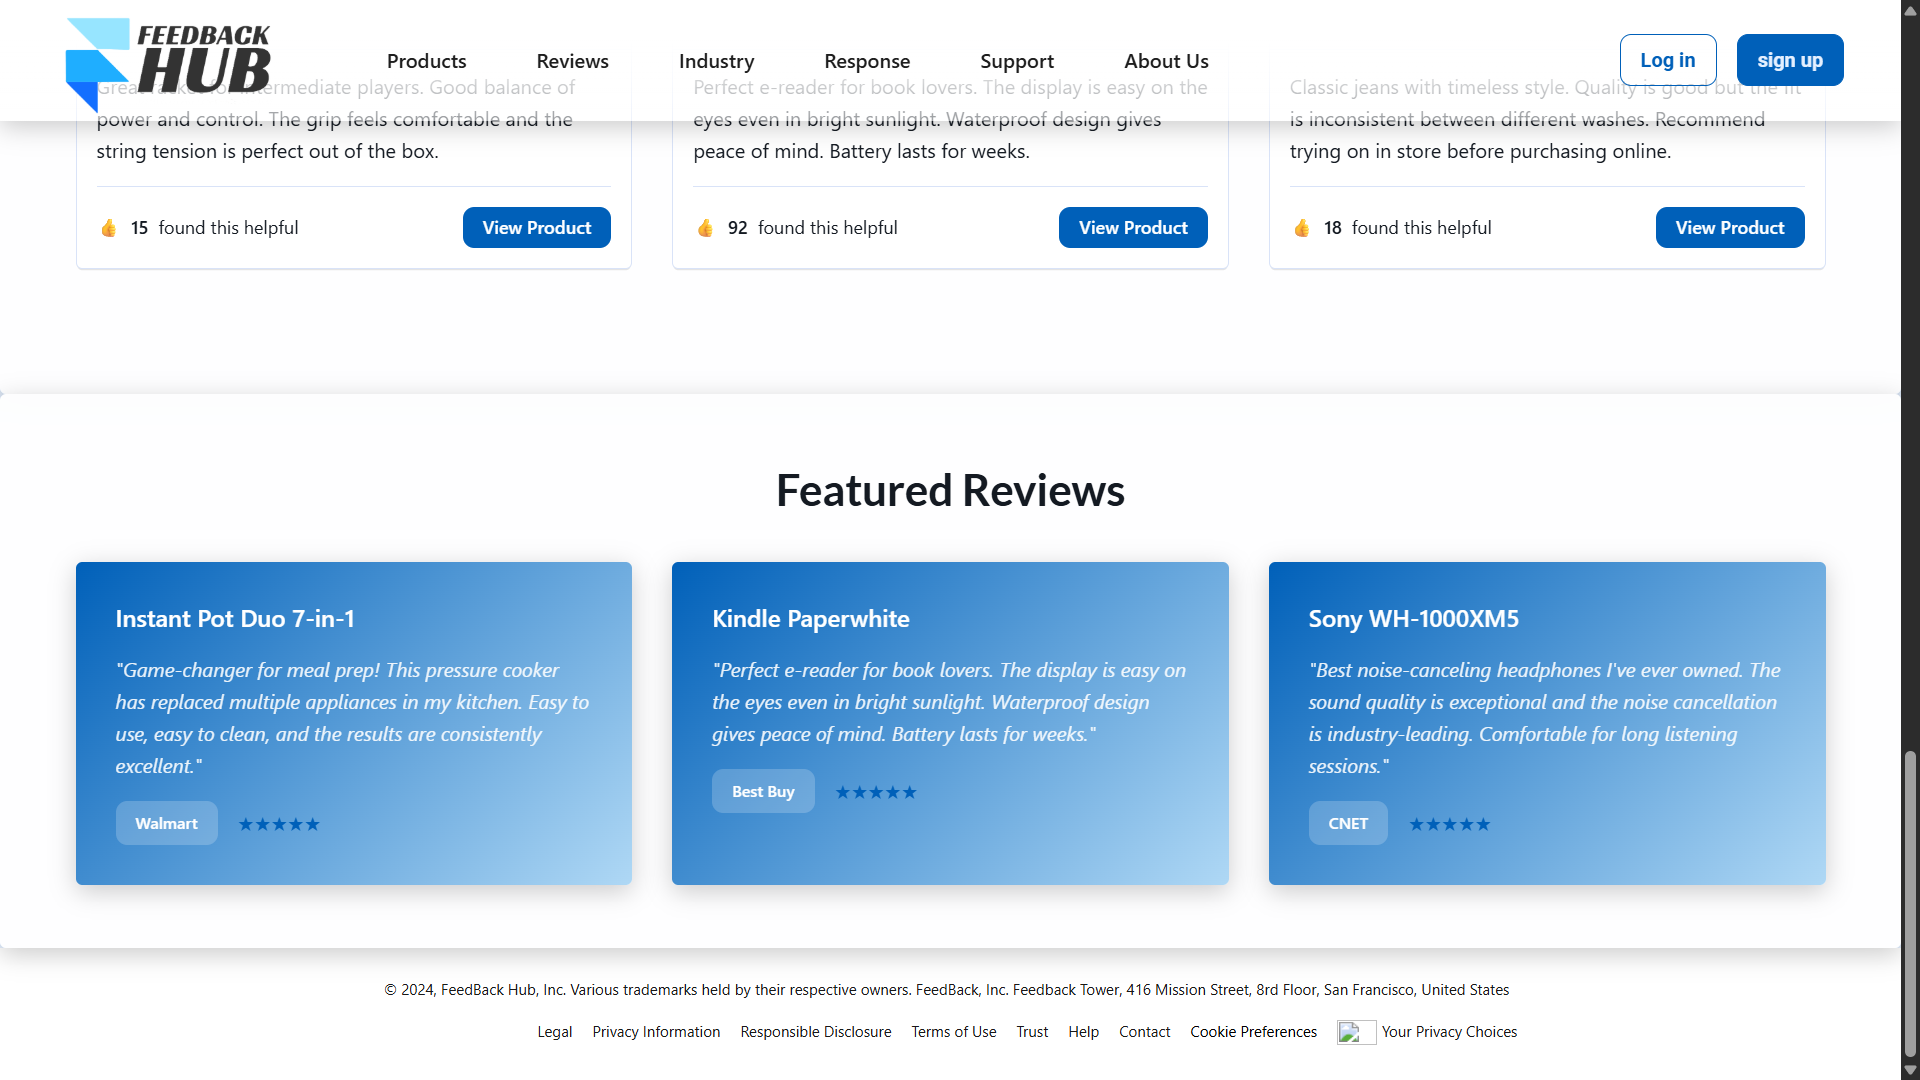 FEEDBACK
HUB
Products
Reviews
Industry
Response
Support
About Us
Log in
sign up
Great racket for intermediate players. Good balance of
power and control. The grip feels comfortable and the
string tension is perfect out of the box.
15 found this helpful
View Product
Perfect e-reader for book lovers. The display is easy on the
eyes even in bright sunlight. Waterproof design gives
peace of mind. Battery lasts for weeks.
92 found this helpful
View Product
Classic jeans with timeless style. Quality is good but the fit
is inconsistent between different washes. Recommend
trying on in store before purchasing online.
18 found this helpful
View Product
Featured Reviews
Instant Pot Duo 7-in-1
"Game-changer for meal prep! This pressure cooker
has replaced multiple appliances in my kitchen. Easy to
use, easy to clean, and the results are consistently
excellent."
Walmart
★★★★★
Kindle Paperwhite
"Perfect e-reader for book lovers. The display is easy on
the eyes even in bright sunlight. Waterproof design
gives peace of mind. Battery lasts for weeks."
Best Buy
★★★★★
Sony WH-1000XM5
"Best noise-canceling headphones I've ever owned. The
sound quality is exceptional and the noise cancellation
is industry-leading. Comfortable for long listening
sessions."
CNET
★★★★★
© 2024, FeedBack Hub, Inc. Various trademarks held by their respective owners. FeedBack, Inc. Feedback Tower, 416 Mission Street, 8rd Floor, San Francisco, United States
Legal
Privacy Information
Responsible Disclosure
Terms of Use
Trust
Help
Contact
Cookie Preferences
Your Privacy Choices